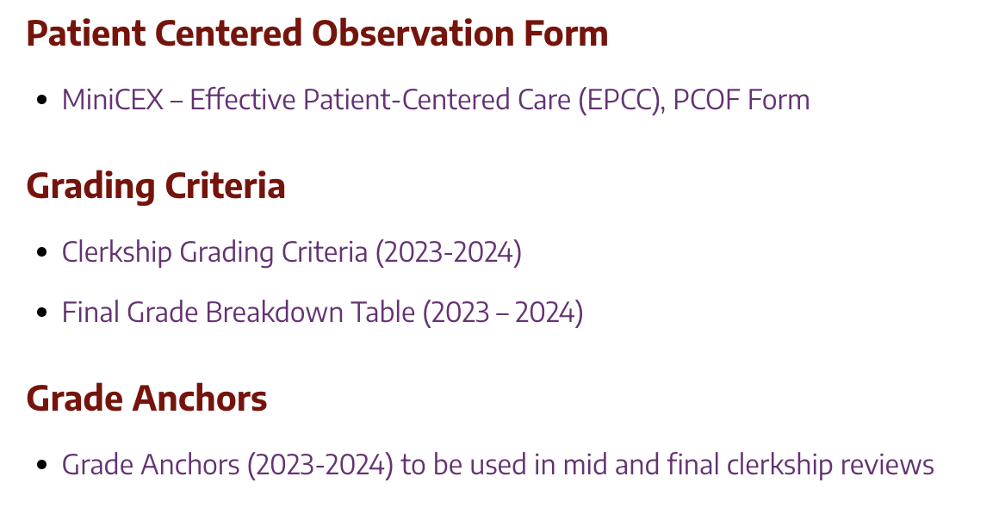 Patient Centered Observation Form
• MiniCEX – Effective Patient-Centered Care (EPCC), PCOF Form
Grading Criteria
• Clerkship Grading Criteria (2023-2024)
• Final Grade Breakdown Table (2023 – 2024)
Grade Anchors
• Grade Anchors (2023-2024) to be used in mid and final clerkship reviews